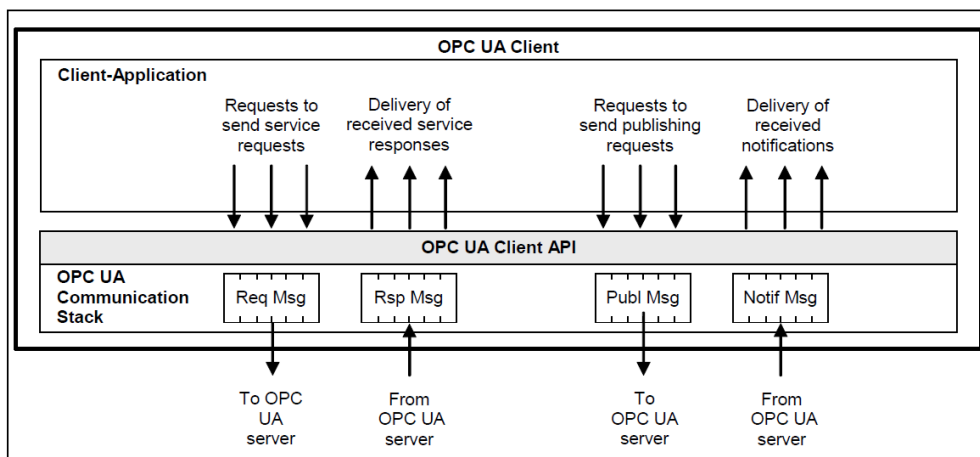 OPC UA Client
Client-Application
Requests to
send service
requests
Delivery of
received service
responses
Requests to
send publishing
requests
Delivery of
received
notifications
OPC UA Client API
OPC UA
Communication
Stack
Req Msg
Rsp Msg
Publ Msg
Notif Msg
To OPC
UA
server
From
OPC UA
server
To
OPC UA
server
From
OPC UA
server